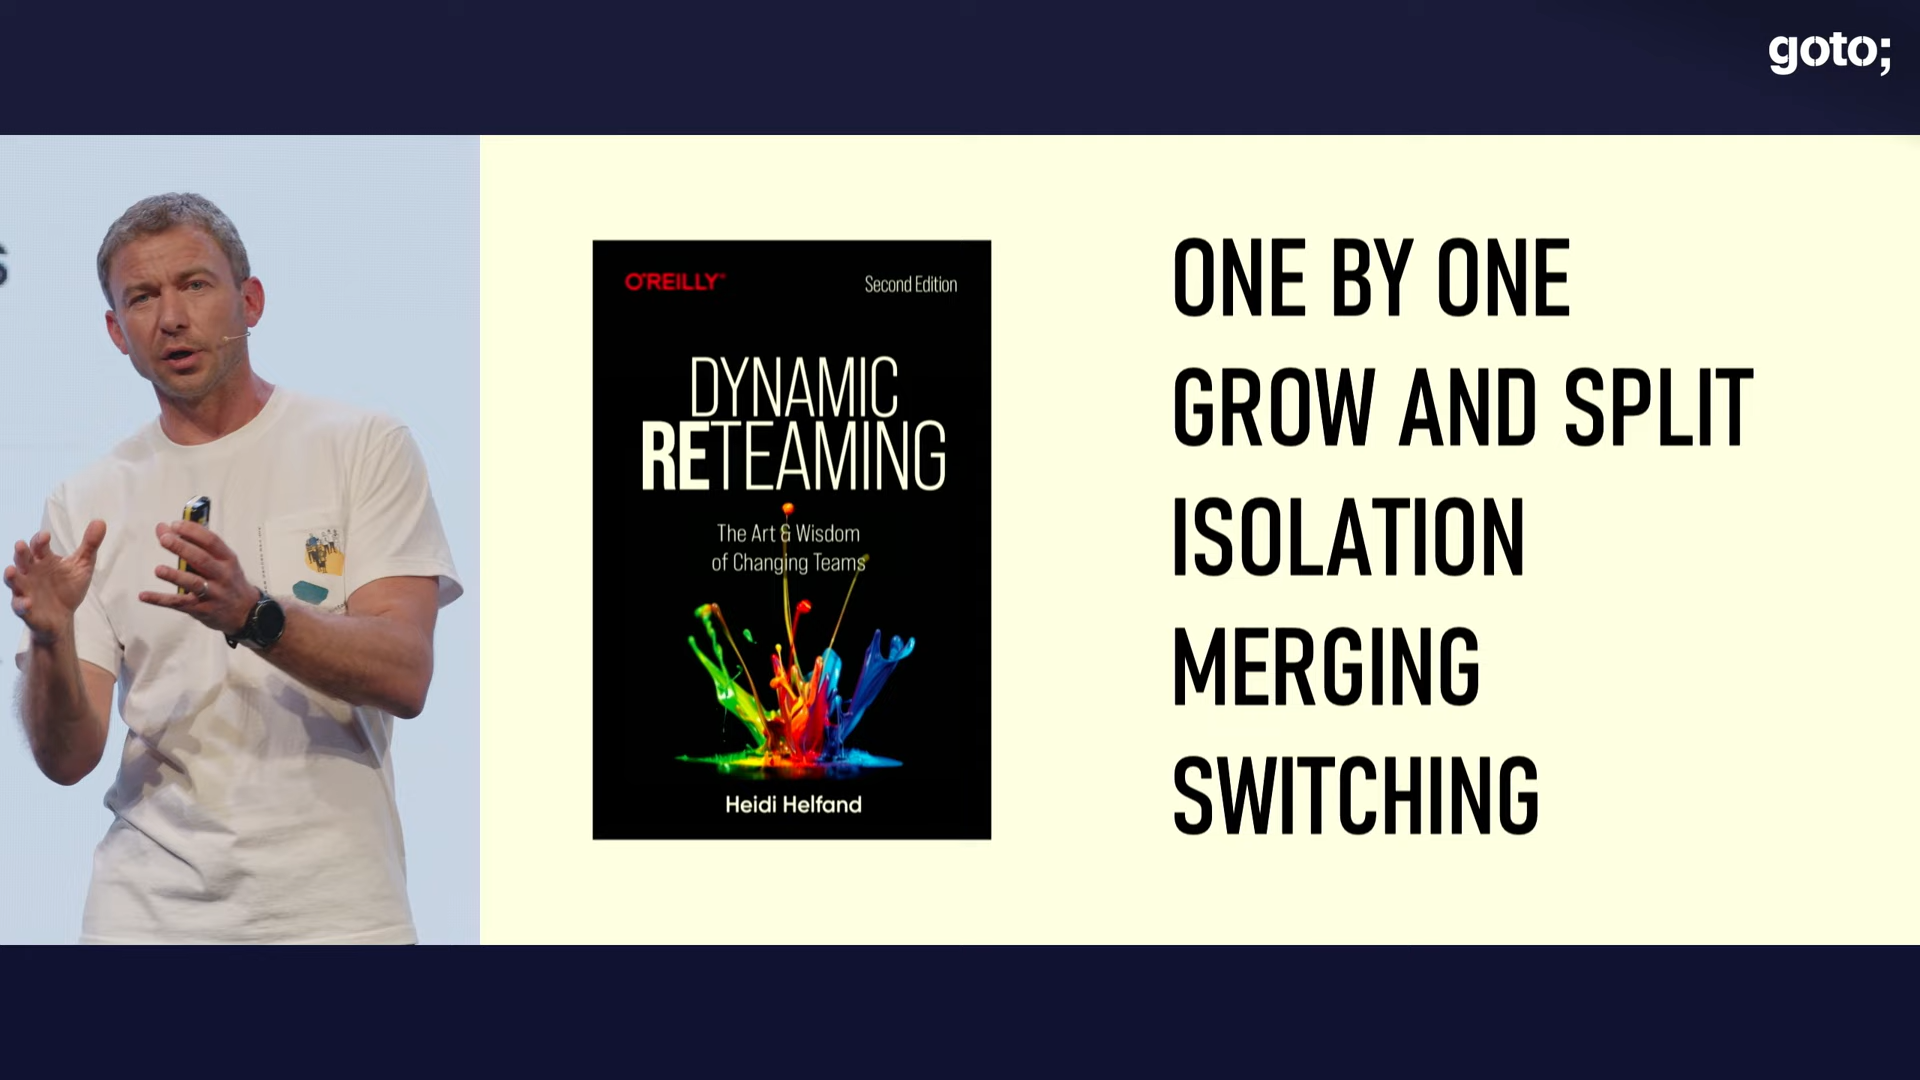 goto;
O'REILLY
Second Edition
DYNAMIC
RETEAMING
The Art & Wisdom
of Changing Teams
Heidi Helfand
ONE BY ONE
GROW AND SPLIT
ISOLATION
MERGING
SWITCHING